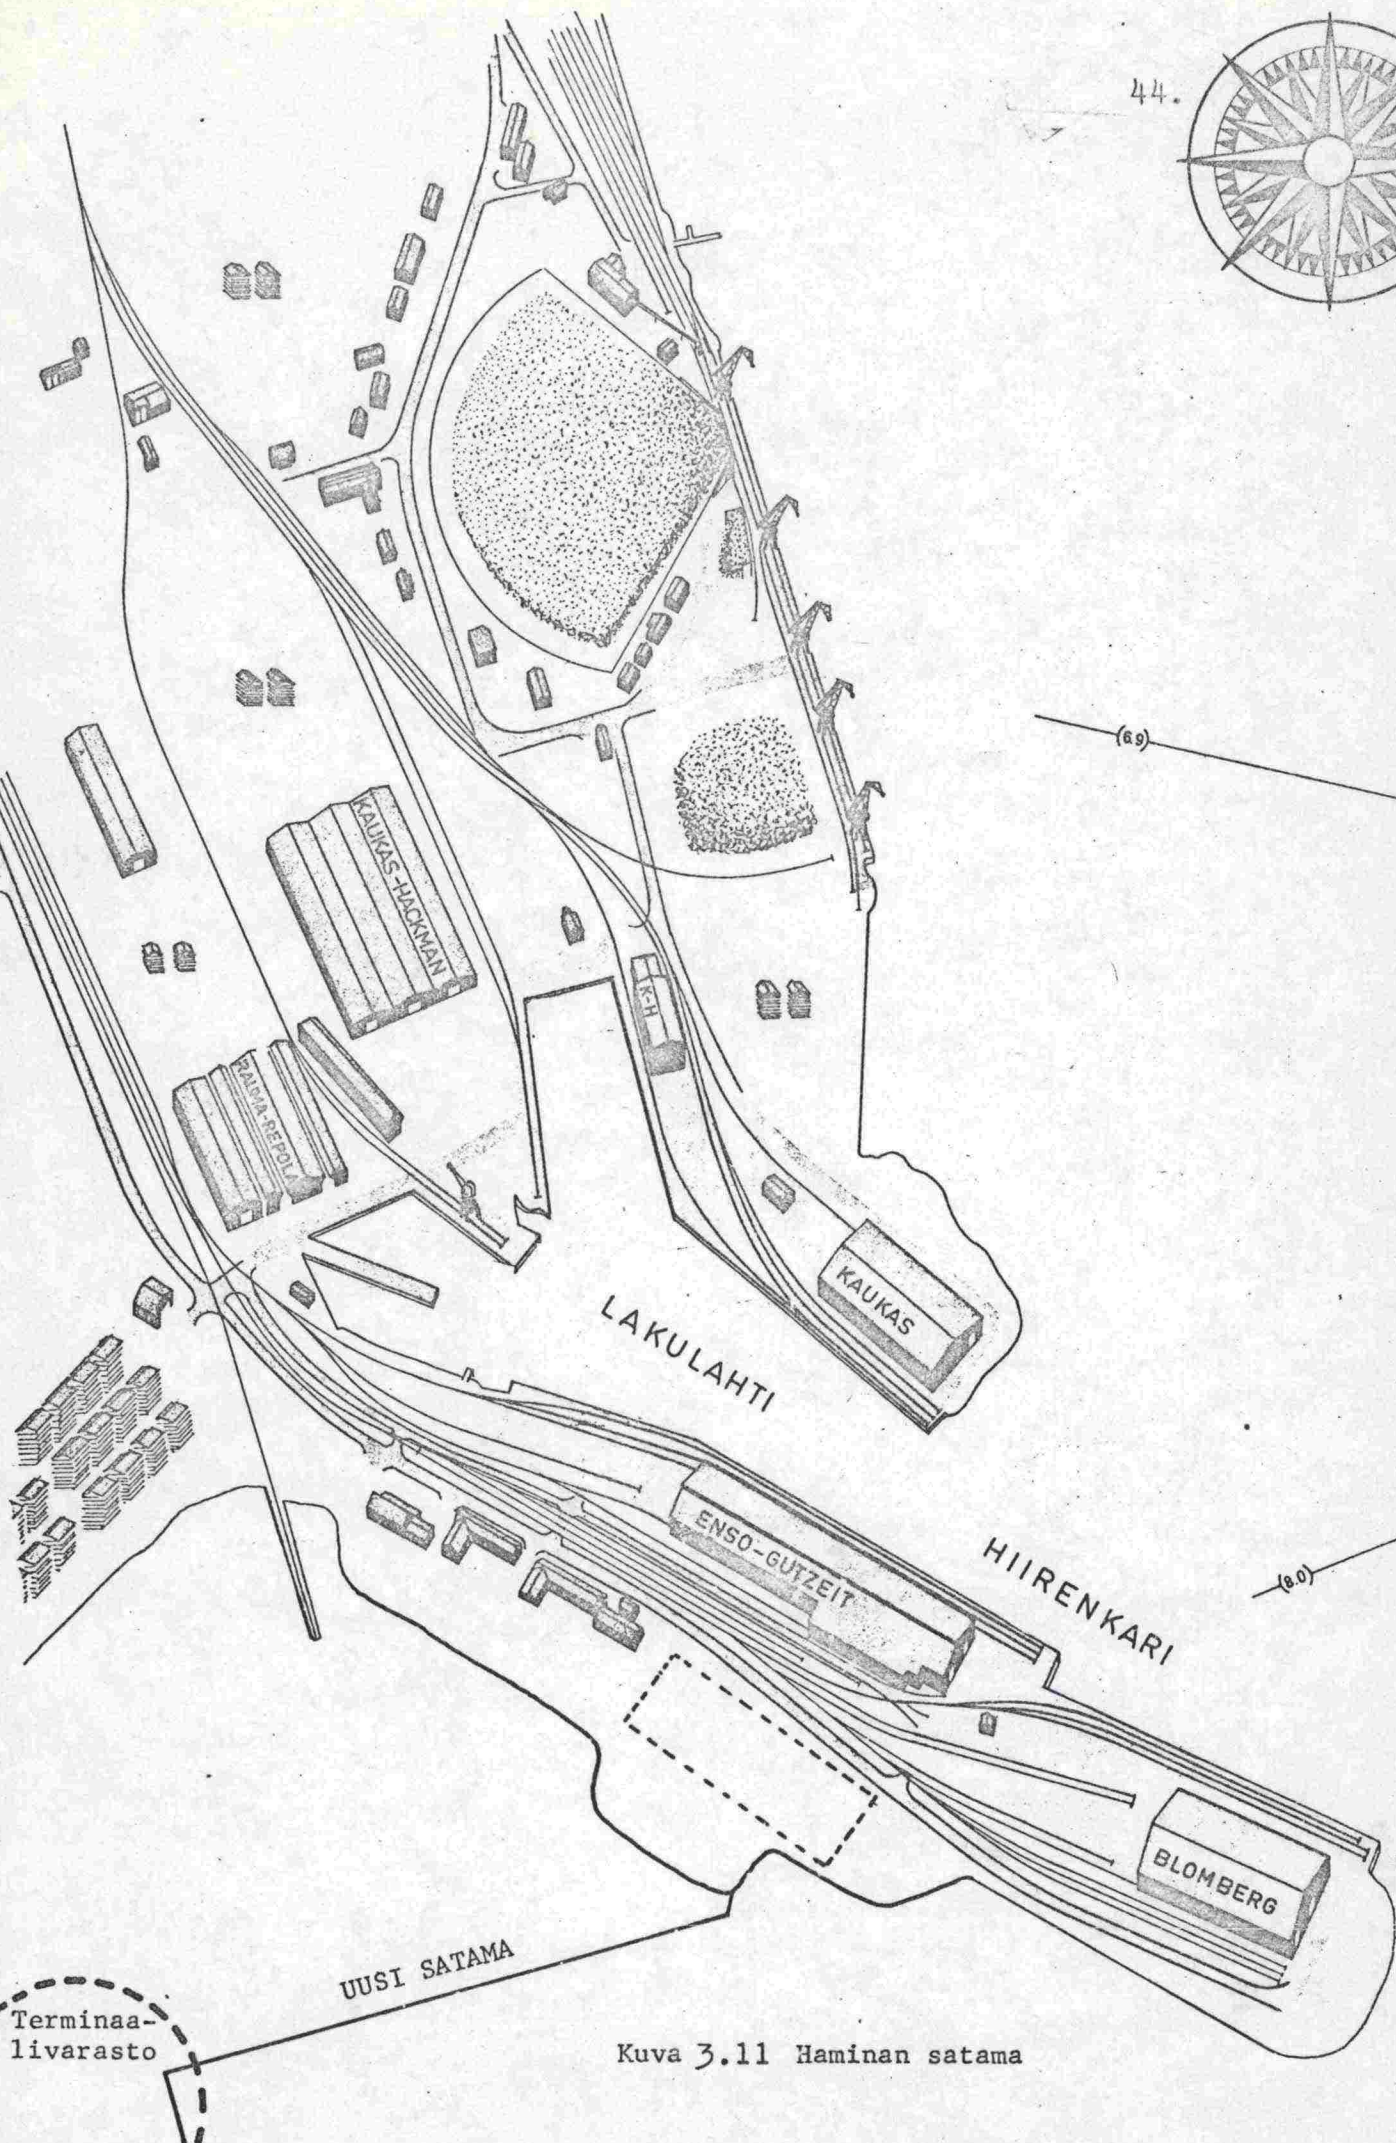 44.
(6.9)
KAUKAS-HACKMAN
K-H
RAUMA-REPOLA
KAUKAS
LAKULAHTI
ENSO-GUTZEIT
HIIRENKARI
(8.0)
BLOMBERG
UUSI SATAMA
Terminaa-
livarasto
Kuva 3.11 Haminan satama